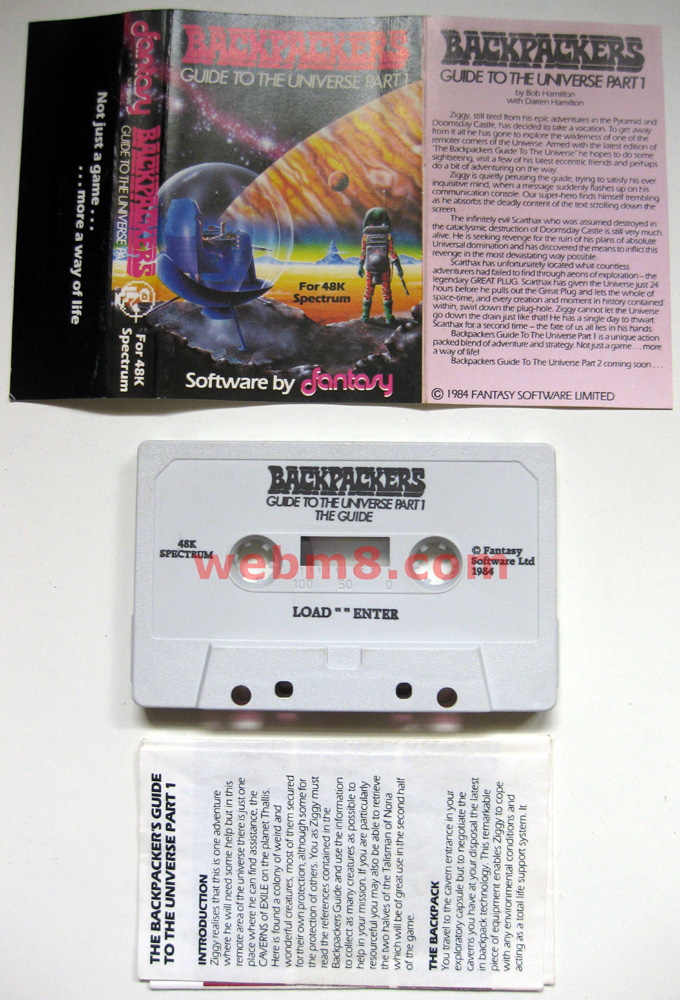 Not just a game . . .
. . . more a way of life
fantasy BACKPACKERS
GUIDE TO THE UNIVERSE PA
For 48K
Spectrum
BACKPACKERS
GUIDE TO THE UNIVERSE PART 1
For 48K
Spectrum
Software by fantasy
BACKPACKERS
GUIDE TO THE UNIVERSE PART 1
by Bob Hamilton
with Darren Hamilton
Ziggy, still tired from his epic adventures in the Pyramid and
Doomsday Castle, has decided to take a vacation. To get away
from it all he has gone to explore the wilderness of one of the
remoter corners of the Universe. Armed with the latest edition of
'The Backpackers Guide To The Universe' he hopes to do some
sightseeing, visit a few of his latest eccentric friends and perhaps
do a bit of adventuring on the way.
Ziggy is quietly perusing the guide, trying to satisfy his ever
inquisitive mind, when a message suddenly flashes up on his
communication console. Our super-hero finds himself trembling
as he absorbs the deadly content of the text scrolling down the
screen.
The infinitely evil Scarthax who was assumed destroyed in
the cataclysmic destruction of Doomsday Castle is still very much
alive. He is seeking revenge for the ruin of his plans of absolute
Universal domination and has discovered the means to inflict this
revenge in the most devastating way possible.
Scarthax has unfortunately located what countless
adventurers had failed to find through aeons of exploration—the
legendary GREAT PLUG. Scarthax has given the Universe just 24
hours before he pulls out the Great Plug and lets the whole of
space-time, and every creation and moment in history contained
within, swirl down the plug-hole. Ziggy cannot let the Universe
go down the drain just like that! He has a single day to thwart
Scarthax for a second time – the fate of us all lies in his hands.
Backpackers Guide To The Universe Part 1 is a unique action
packed blend of adventure and strategy. Not just a game . . . more
a way of life!
Backpackers Guide To The Universe Part 2 coming soon . . .
© 1984 FANTASY SOFTWARE LIMITED
BACKPACKERS
GUIDE TO THE UNIVERSE PART 1
THE GUIDE
48K
SPECTRUM
© Fantasy
Software Ltd
1984
webm8.com
100 50 0
LOAD " " ENTER
THE BACKPACKER'S GUIDE
TO THE UNIVERSE PART 1
INTRODUCTION
Ziggy realises that this is one adventure
where he will need some help but in this
remote area of the universe there is just one
place where he can find assistance, the
CAVERNS of EXILE on the planet Thallis.
Here is found a colony of weird and
wonderful creatures, most of them secured
for their own protection, although some for
the protection of others. You as Ziggy must
read the references contained in the
Backpackers Guide and use the information
to collect as many creatures as possible to
help in your mission. If you are particularly
resourceful you may also be able to retrieve
the two halves of the Talisman of Noria
which will be of great use in the second half
of the game.
THE BACKPACK
You travel to the cavern entrance in your
exploratory capsule but to negotiate the
caverns you have at your disposal the latest
in backpack technology. This remarkable
piece of equipment enables Ziggy to cope
with any environmental conditions and
acting as a total life support system. It